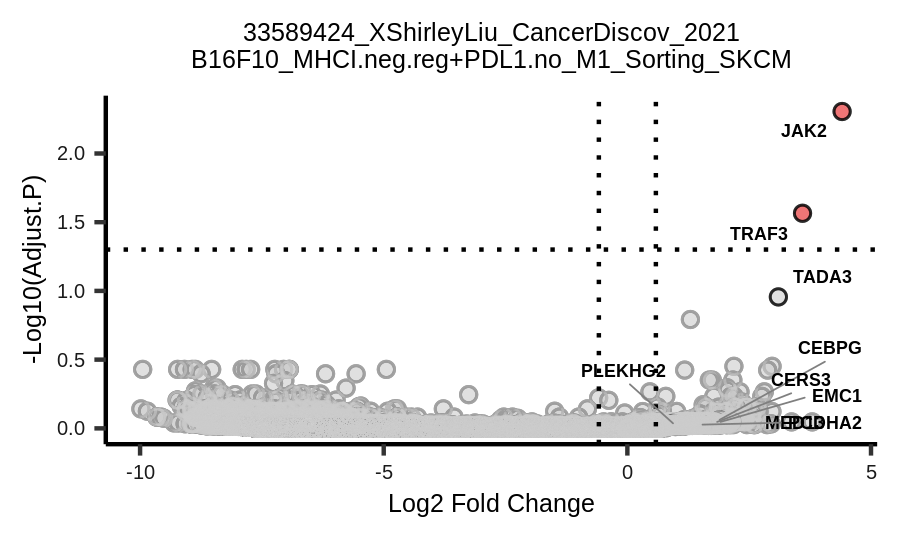 33589424_XShirleyLiu_CancerDiscov_2021
B16F10_MHCI.neg.reg+PDL1.no_M1_Sorting_SKCM
-Log10(Adjust.P)
2.0
1.5
1.0
0.5
0.0
JAK2
TRAF3
TADA3
CEBPG
PLEKHG2
CERS3
EMC1
MED13
-10
-5
0
5
Log2 Fold Change